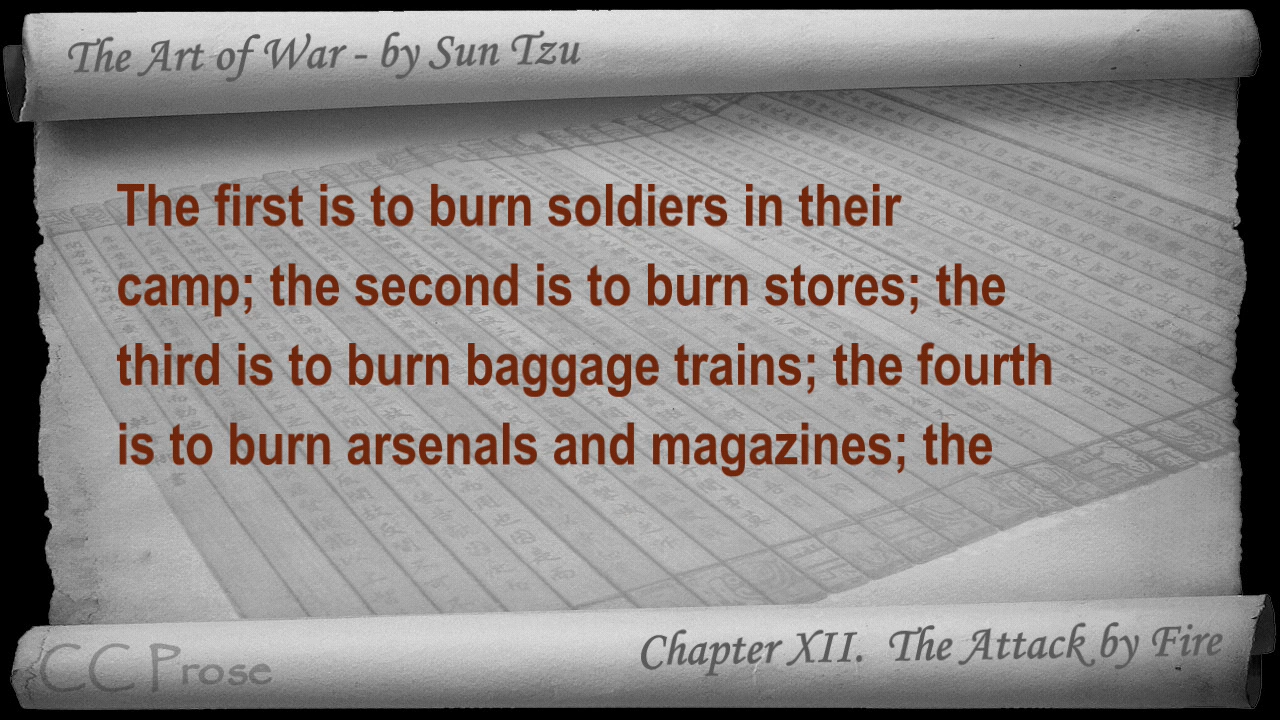 The Art of War - by Sun Tzu
The first is to burn soldiers in their
camp; the second is to burn stores; the
third is to burn baggage trains; the fourth
is to burn arsenals and magazines; the
CC Prose
Chapter XII. The Attack by Fire